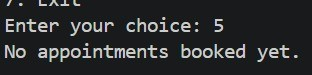 7. Exit
Enter your choice: 5
No appointments booked yet.